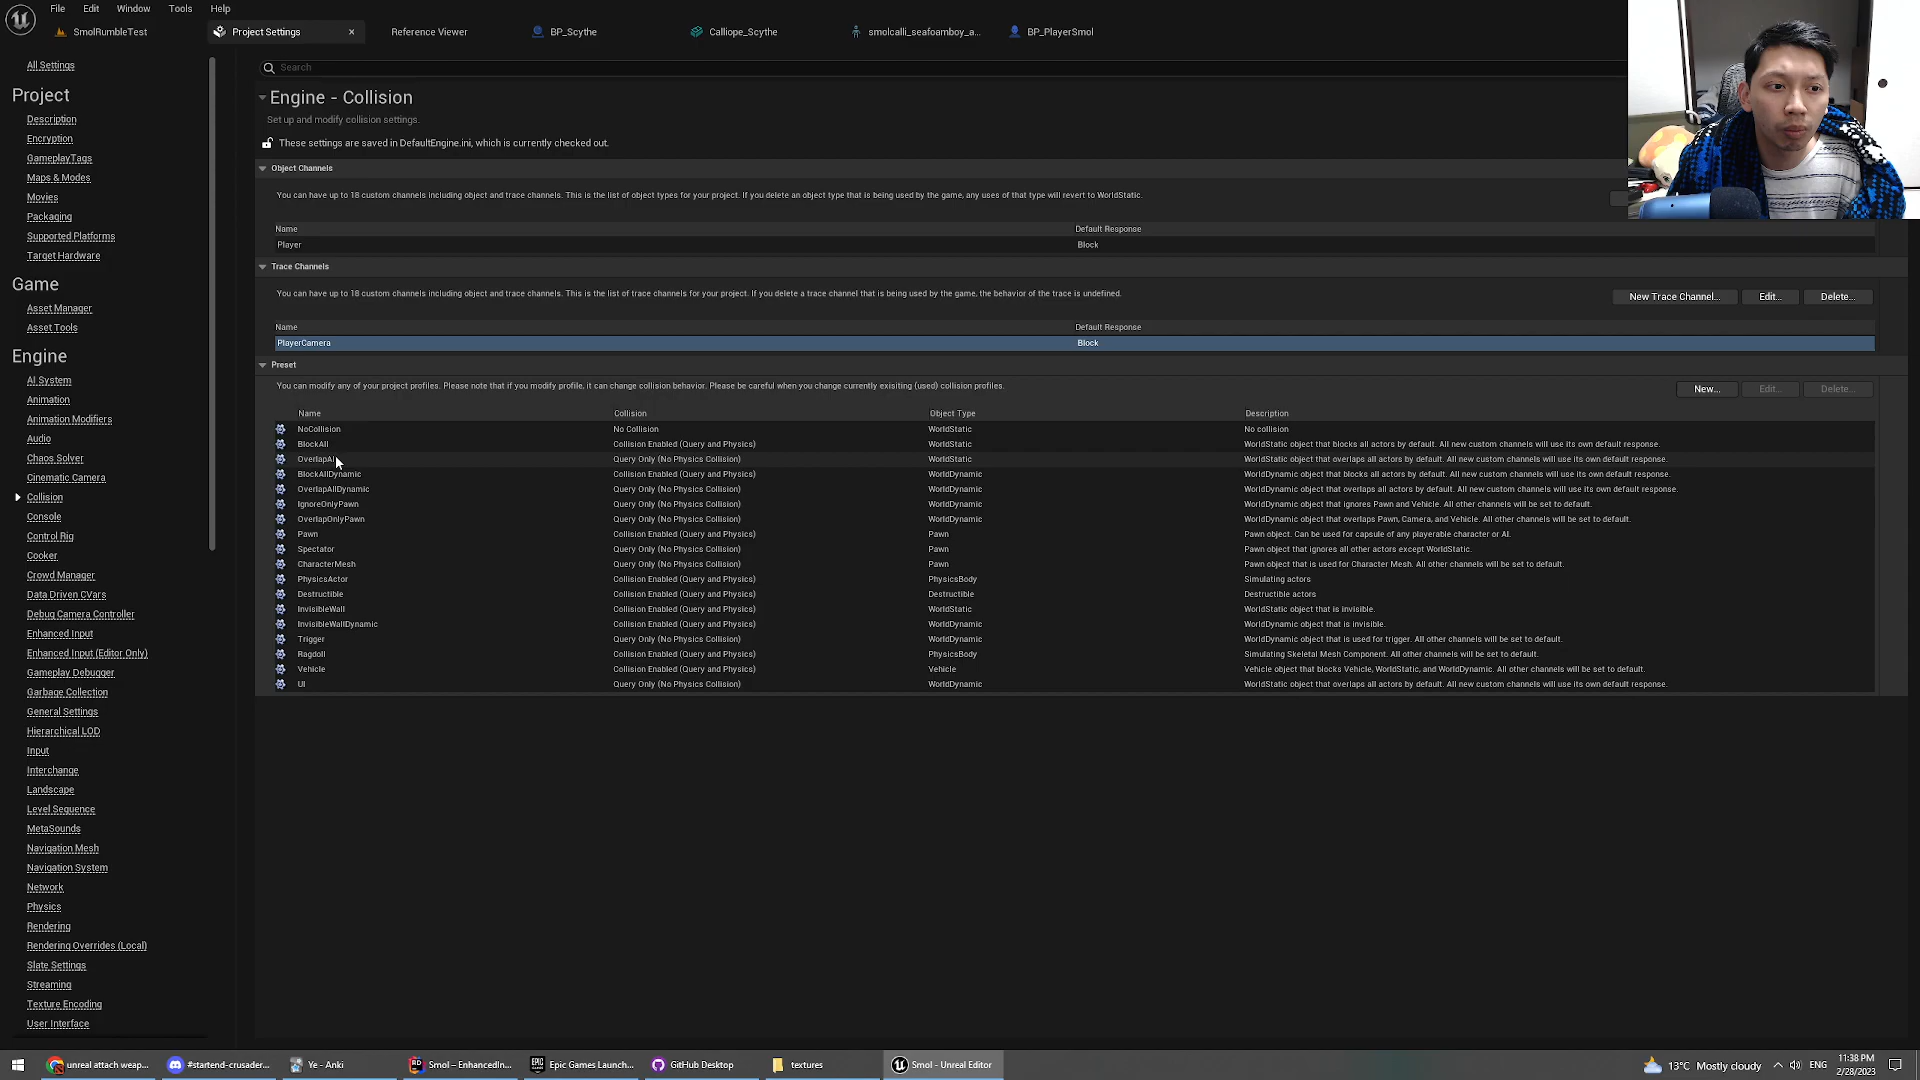 File Edit Window Tools Help
SmolRumbleTest Project Settings × Reference Viewer BP_Scythe Calliope_Scythe smolcalli_seafoamboy_a... BP_PlayerSmol
All Settings
Project
Description
Encryption
GameplayTags
Maps & Modes
Movies
Packaging
Supported Platforms
Target Hardware
Game
Asset Manager
Asset Tools
Engine
AI System
Animation
Animation Modifiers
Audio
Chaos Solver
Cinematic Camera
Collision
Console
Control Rig
Cooker
Crowd Manager
Data Driven CVars
Debug Camera Controller
Enhanced Input
Enhanced Input (Editor Only)
Gameplay Debugger
Garbage Collection
General Settings
Hierarchical LOD
Input
Interchange
Landscape
Level Sequence
MetaSounds
Navigation Mesh
Navigation System
Network
Physics
Rendering
Rendering Overrides (Local)
Slate Settings
Streaming
Texture Encoding
User Interface
Search
Engine - Collision
Set up and modify collision settings.
These settings are saved in DefaultEngine.ini, which is currently checked out.
Object Channels
You can have up to 18 custom channels including object and trace channels. This is the list of object types for your project. If you delete an object type that is being used by the game, any uses of that type will revert to WorldStatic.
Name Default Response
Player Block
Trace Channels
You can have up to 18 custom channels including object and trace channels. This is the list of trace channels for your project. If you delete a trace channel that is being used by the game, the behavior of the trace is undefined.
New Trace Channel... Edit... Delete...
Name Default Response
PlayerCamera Block
Preset
You can modify any of your project profiles. Please note that if you modify profile, it can change collision behavior. Please be careful when you change currently exisiting (used) collision profiles.
New... Edit... Delete...
Name Collision Object Type Description
NoCollision No Collision WorldStatic No collision
BlockAll Collision Enabled (Query and Physics) WorldStatic WorldStatic object that blocks all actors by default. All new custom channels will use its own default response.
OverlapAll Query Only (No Physics Collision) WorldStatic WorldStatic object that overlaps all actors by default. All new custom channels will use its own default response.
BlockAllDynamic Collision Enabled (Query and Physics) WorldDynamic WorldDynamic object that blocks all actors by default. All new custom channels will use its own default response.
OverlapAllDynamic Query Only (No Physics Collision) WorldDynamic WorldDynamic object that overlaps all actors by default. All new custom channels will use its own default response.
IgnoreOnlyPawn Query Only (No Physics Collision) WorldDynamic WorldDynamic object that ignores Pawn and Vehicle. All other channels will be set to default.
OverlapOnlyPawn Query Only (No Physics Collision) WorldDynamic WorldDynamic object that overlaps Pawn, Camera, and Vehicle. All other channels will be set to default.
Pawn Collision Enabled (Query and Physics) Pawn Pawn object. Can be used for capsule of any playerable character or AI.
Spectator Query Only (No Physics Collision) Pawn Pawn object that ignores all other actors except WorldStatic.
CharacterMesh Query Only (No Physics Collision) Pawn Pawn object that is used for Character Mesh. All other channels will be set to default.
PhysicsActor Collision Enabled (Query and Physics) PhysicsBody Simulating actors
Destructible Collision Enabled (Query and Physics) Destructible Destructible actors
InvisibleWall Collision Enabled (Query and Physics) WorldStatic WorldStatic object that is invisible.
InvisibleWallDynamic Collision Enabled (Query and Physics) WorldDynamic WorldDynamic object that is invisible.
Trigger Query Only (No Physics Collision) WorldDynamic WorldDynamic object that is used for trigger. All other channels will be set to default.
Ragdoll Collision Enabled (Query and Physics) PhysicsBody Simulating Skeletal Mesh Component. All other channels will be set to default.
Vehicle Collision Enabled (Query and Physics) Vehicle Vehicle object that blocks Vehicle, WorldStatic, and WorldDynamic. All other channels will be set to default.
UI Query Only (No Physics Collision) WorldDynamic WorldStatic object that overlaps all actors by default. All new custom channels will use its own default response.
unreal attach weap... #startend-crusader... Ye - Anki Smol – EnhancedIn... Epic Games Launch... GitHub Desktop textures Smol - Unreal Editor 13°C Mostly cloudy ENG 11:38 PM
2/28/2023